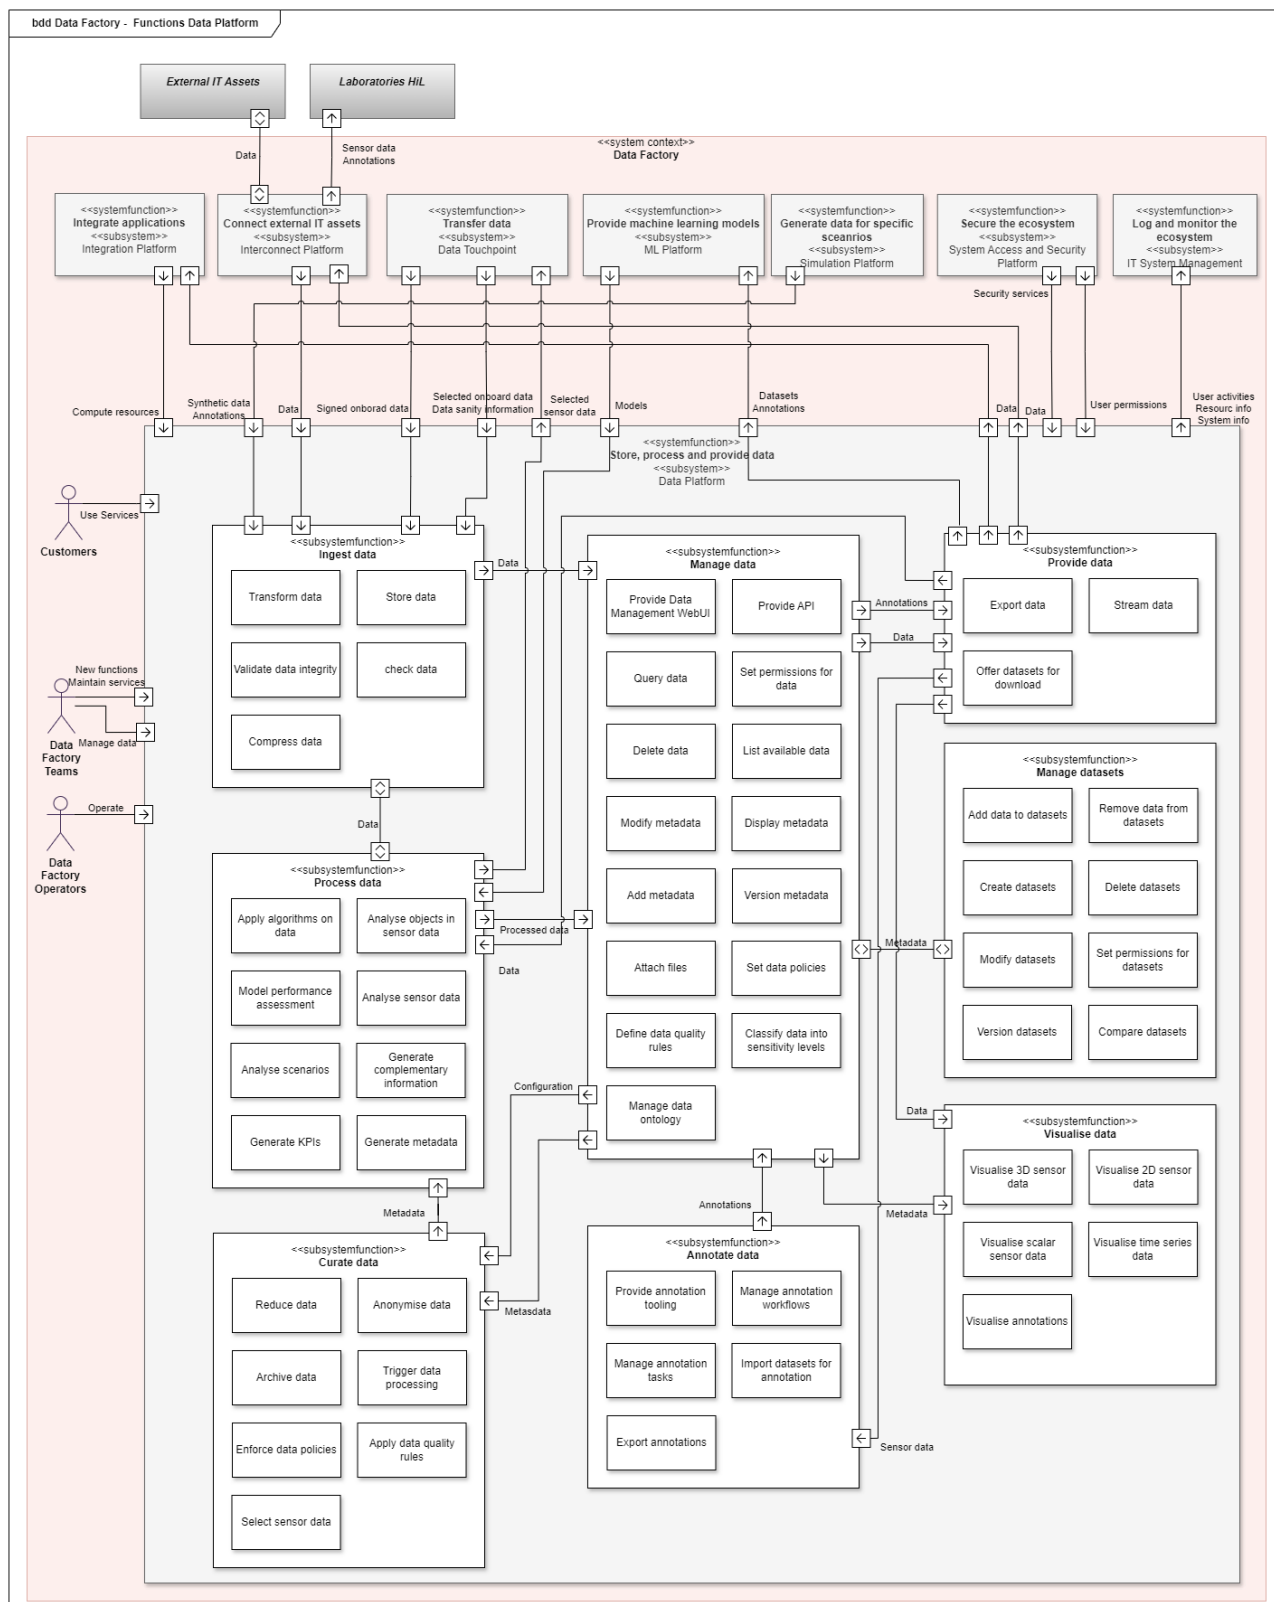 bdd Data Factory - Functions Data Platform
External IT Assets
Laboratories HiL
Data
Sensor data
Annotations
<<system context>>
Data Factory
<<systemfunction>>
Integrate applications
<<subsystem>>
Integration Platform
<<systemfunction>>
Connect external IT assets
<<subsystem>>
Interconnect Platform
<<systemfunction>>
Transfer data
<<subsystem>>
Data Touchpoint
<<systemfunction>>
Provide machine learning models
<<subsystem>>
ML Platform
<<systemfunction>>
Generate data for specific
sceanrios
<<subsystem>>
Simulation Platform
<<systemfunction>>
Secure the ecosystem
<<subsystem>>
System Access and Security
Platform
<<systemfunction>>
Log and monitor the
ecosystem
<<subsystem>>
IT System Management
Security services
Compute resources
Synthetic data
Annotations
Data
Signed onborad data
Selected onboard data
Data sanity information
Selected
sensor data
Models
Datasets
Annotations
Data
Data
User permissions
User activities
Resourc info
System info
<<systemfunction>>
Store, process and provide data
<<subsystem>>
Data Platform
Use Services
Customers
New functions
Maintain services
Manage data
Data
Factory
Teams
Operate
Data
Factory
Operators
<<subsystemfunction>>
Ingest data
Transform data
Store data
Validate data integrity
check data
Compress data
Data
Data
<<subsystemfunction>>
Process data
Apply algorithms on
data
Analyse objects in
sensor data
Model performance
assessment
Analyse sensor data
Analyse scenarios
Generate
complementary
information
Generate KPIs
Generate metadata
Processed data
Data
Metadata
<<subsystemfunction>>
Curate data
Reduce data
Anonymise data
Archive data
Trigger data
processing
Enforce data policies
Apply data quality
rules
Select sensor data
Configuration
Metasdata
<<subsystemfunction>>
Manage data
Provide Data
Management WebUI
Provide API
Query data
Set permissions for
data
Delete data
List available data
Modify metadata
Display metadata
Add metadata
Version metadata
Attach files
Set data policies
Define data quality
rules
Classify data into
sensitivity levels
Manage data
ontology
Annotations
<<subsystemfunction>>
Annotate data
Provide annotation
tooling
Manage annotation
workflows
Manage annotation
tasks
Import datasets for
annotation
Export annotations
Annotations
Data
Metadata
Data
Metadata
Sensor data
<<subsystemfunction>>
Provide data
Export data
Stream data
Offer datasets for
download
<<subsystemfunction>>
Manage datasets
Add data to datasets
Remove data from
datasets
Create datasets
Delete datasets
Modify datasets
Set permissions for
datasets
Version datasets
Compare datasets
<<subsystemfunction>>
Visualise data
Visualise 3D sensor
data
Visualise 2D sensor
data
Visualise scalar
sensor data
Visualise time series
data
Visualise annotations